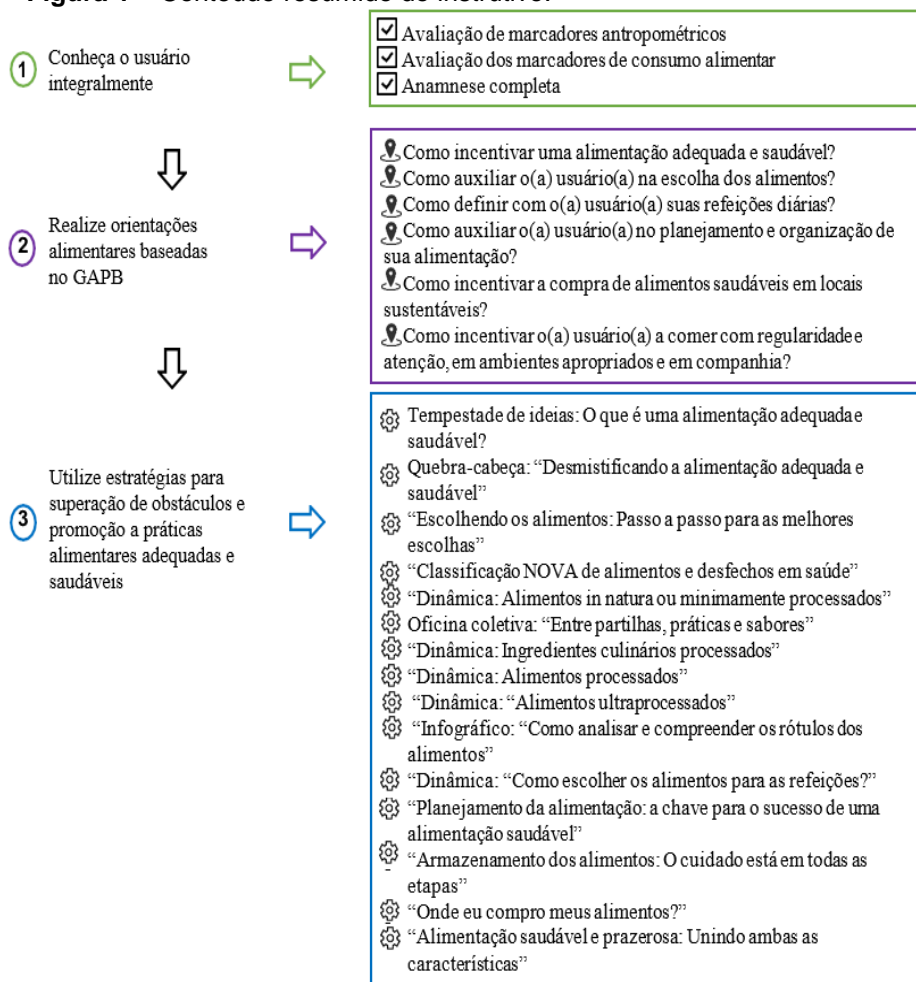 Figura 1 – Conteúdo resumido do instrutivo.
1
Conheça o usuário
integralmente
Avaliação de marcadores antropométricos
Avaliação dos marcadores de consumo alimentar
Anamnese completa
2
Realize orientações
alimentares baseadas
no GAPB
Como incentivar uma alimentação adequada e saudável?
Como auxiliar o(a) usuário(a) na escolha dos alimentos?
Como definir com o(a) usuário(a) suas refeições diárias?
Como auxiliar o(a) usuário(a) no planejamento e organização de
sua alimentação?
Como incentivar a compra de alimentos saudáveis em locais
sustentáveis?
Como incentivar o(a) usuário(a) a comer com regularidade e
atenção, em ambientes apropriados e em companhia?
3
Utilize estratégias para
superação de obstáculos e
promoção a práticas
alimentares adequadas e
saudáveis
Tempestade de ideias: O que é uma alimentação adequada e
saudável?
Quebra-cabeça: “Desmistificando a alimentação adequada e
saudável”
“Escolhendo os alimentos: Passo a passo para as melhores
escolhas”
“Classificação NOVA de alimentos e desfechos em saúde”
“Dinâmica: Alimentos in natura ou minimamente processados”
Oficina coletiva: “Entre partilhas, práticas e sabores”
“Dinâmica: Ingredientes culinários processados”
“Dinâmica: Alimentos processados”
“Dinâmica: “Alimentos ultraprocessados”
“Infográfico: “Como analisar e compreender os rótulos dos
alimentos”
“Dinâmica: “Como escolher os alimentos para as refeições?”
“Planejamento da alimentação: a chave para o sucesso de uma
alimentação saudável”
“Armazenamento dos alimentos: O cuidado está em todas as
etapas”
“Onde eu compro meus alimentos?”
“Alimentação saudável e prazerosa: Unindo ambas as
características”